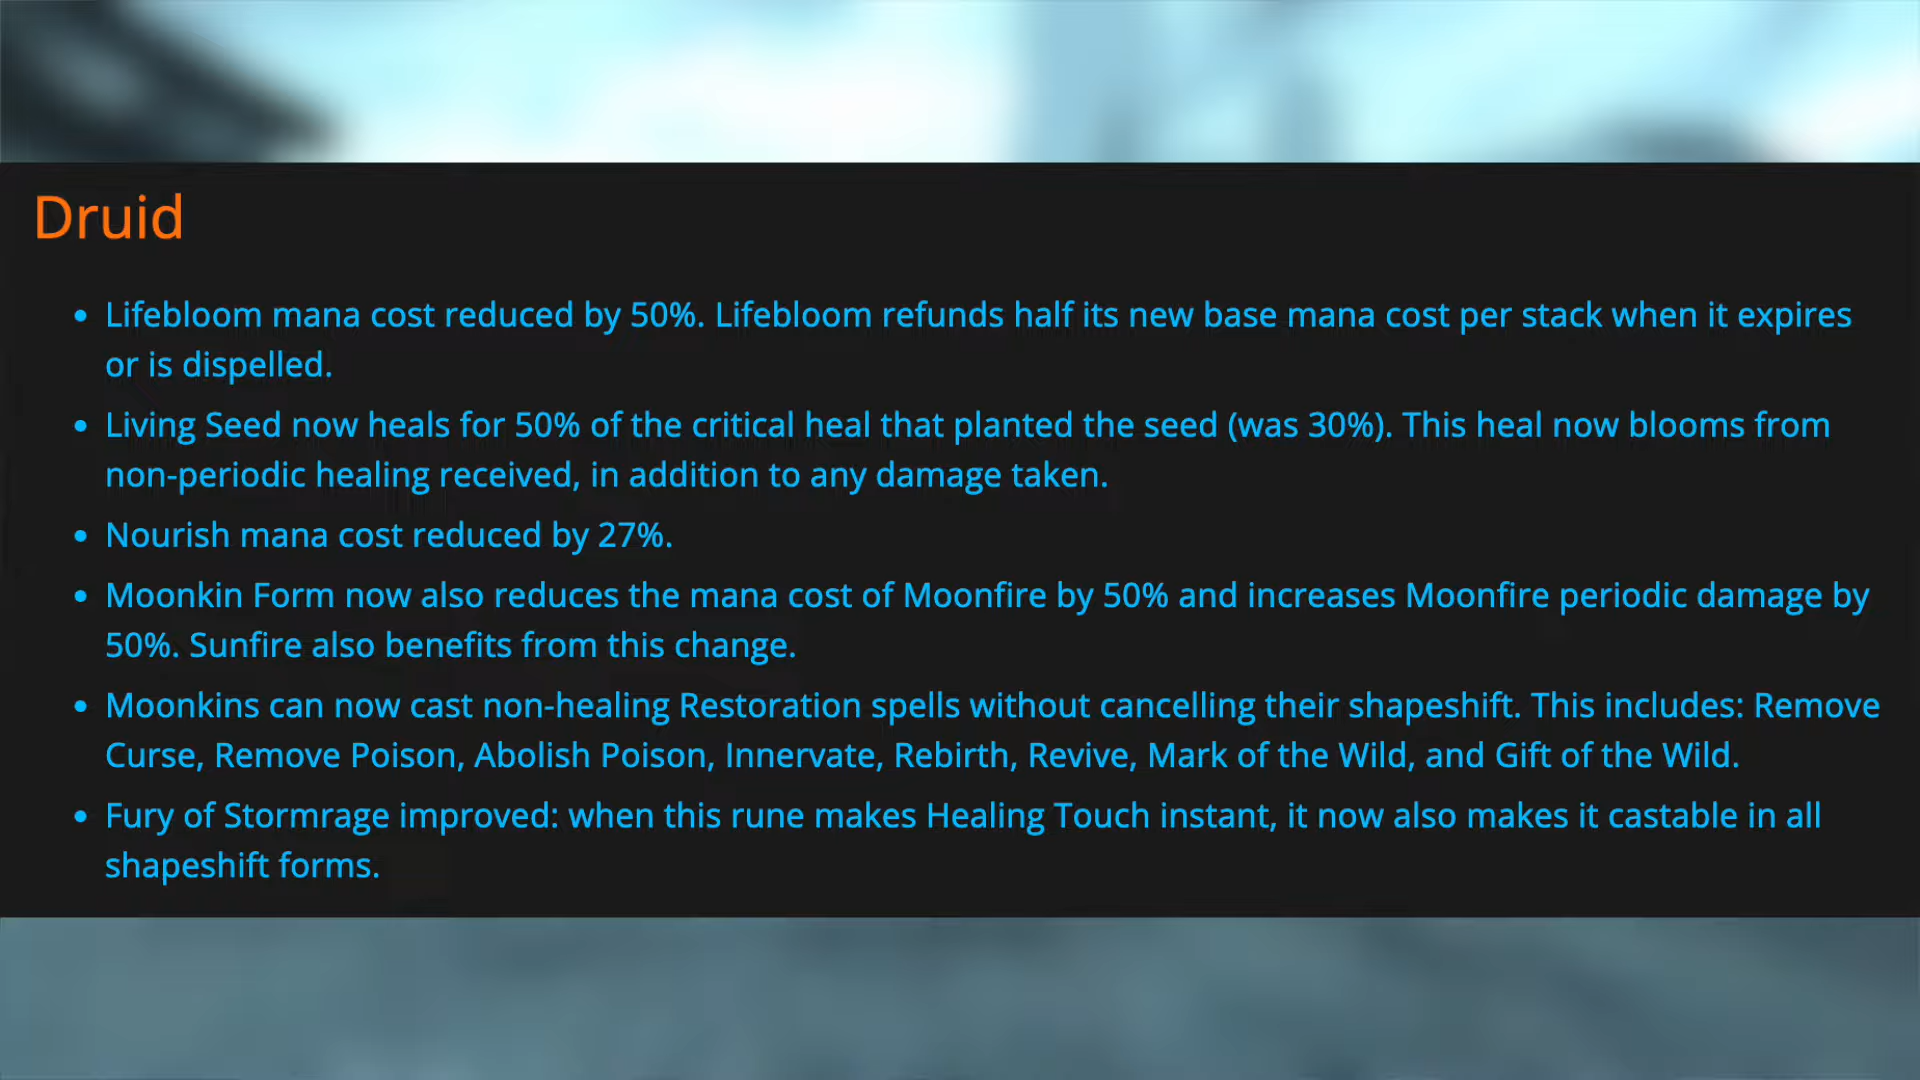 Druid
• Lifebloom mana cost reduced by 50%. Lifebloom refunds half its new base mana cost per stack when it expires
or is dispelled.
• Living Seed now heals for 50% of the critical heal that planted the seed (was 30%). This heal now blooms from
non-periodic healing received, in addition to any damage taken.
• Nourish mana cost reduced by 27%.
• Moonkin Form now also reduces the mana cost of Moonfire by 50% and increases Moonfire periodic damage by
50%. Sunfire also benefits from this change.
• Moonkins can now cast non-healing Restoration spells without cancelling their shapeshift. This includes: Remove
Curse, Remove Poison, Abolish Poison, Innervate, Rebirth, Revive, Mark of the Wild, and Gift of the Wild.
• Fury of Stormrage improved: when this rune makes Healing Touch instant, it now also makes it castable in all
shapeshift forms.